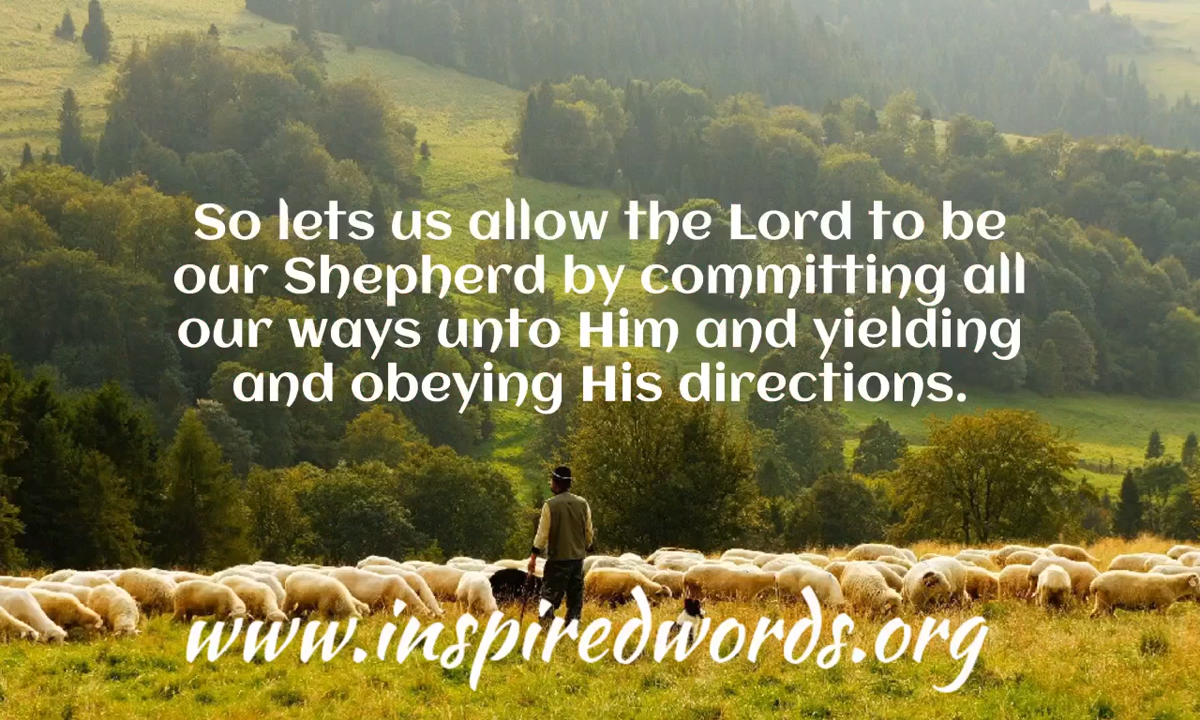 So lets us allow the Lord to be
our Shepherd by committing all
our ways unto Him and yielding
and obeying His directions.
www.inspiredwords.org